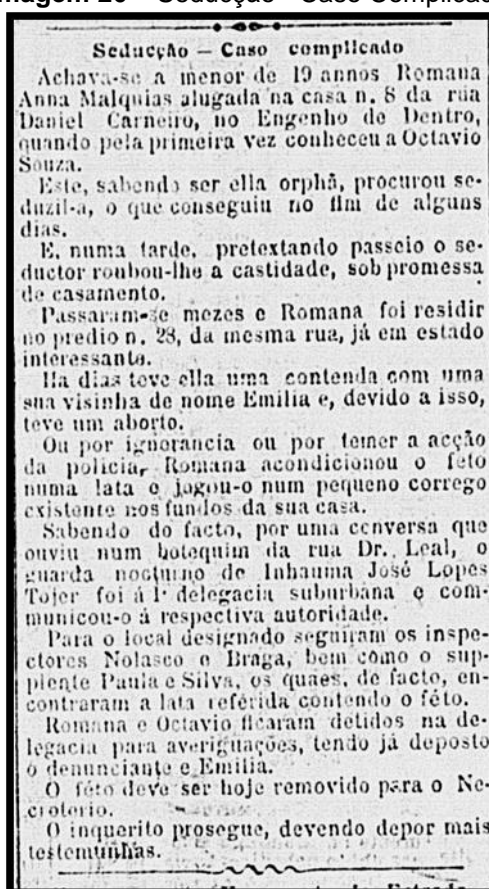 Seducção - Caso Complicado
Seducção — Caso complicado
Achava-se a menor de 19 annos Romana
Anna Malquias alugada na casa n. 8 da rua
Daniel Carneiro, no Engenho de Dentro,
quando pela primeira vez conheceu a Octavio
Souza.
Este, sabendo ser ella orphã, procurou se-
duzil-a, o que conseguiu no fim de alguns
dias.
E, numa tarde, pretextando passeio o se-
ductor roubou-lhe a castidade, sob promessa
de casamento.
Passaram-se mezes e Romana foi residir
no predio n. 28, da mesma rua, já em estado
interessante.
Ha dias teve ella uma contenda com uma
sua visinha de nome Emilia e, devido a isso,
teve um aborto.
Ou por ignorancia ou por temer a acção
da policia, Romana acondicionou o feto
numa lata e jogou-o num pequeno corrego
existente nos fundos da sua casa.
Sabendo do facto, por uma conversa que
ouviu num botequim da rua Dr. Leal, o
guarda nocturno de Inhauma José Lopes
Tojer foi á 1ª delegacia suburbana e com-
municou-o á respectiva autoridade.
Para o local designado seguiram os inspe-
ctores Nolasco e Braga, bem como o sup-
plente Paula e Silva, os quaes, de facto, en-
contraram a lata referida contendo o féto.
Romana e Octavio ficaram detidos na de-
legacia para averiguações, tendo já deposto
o denunciante e Emilia.
O féto deve ser hoje removido para o Ne-
croterio.
O inquerito prosegue, devendo depor mais
testemunhas.